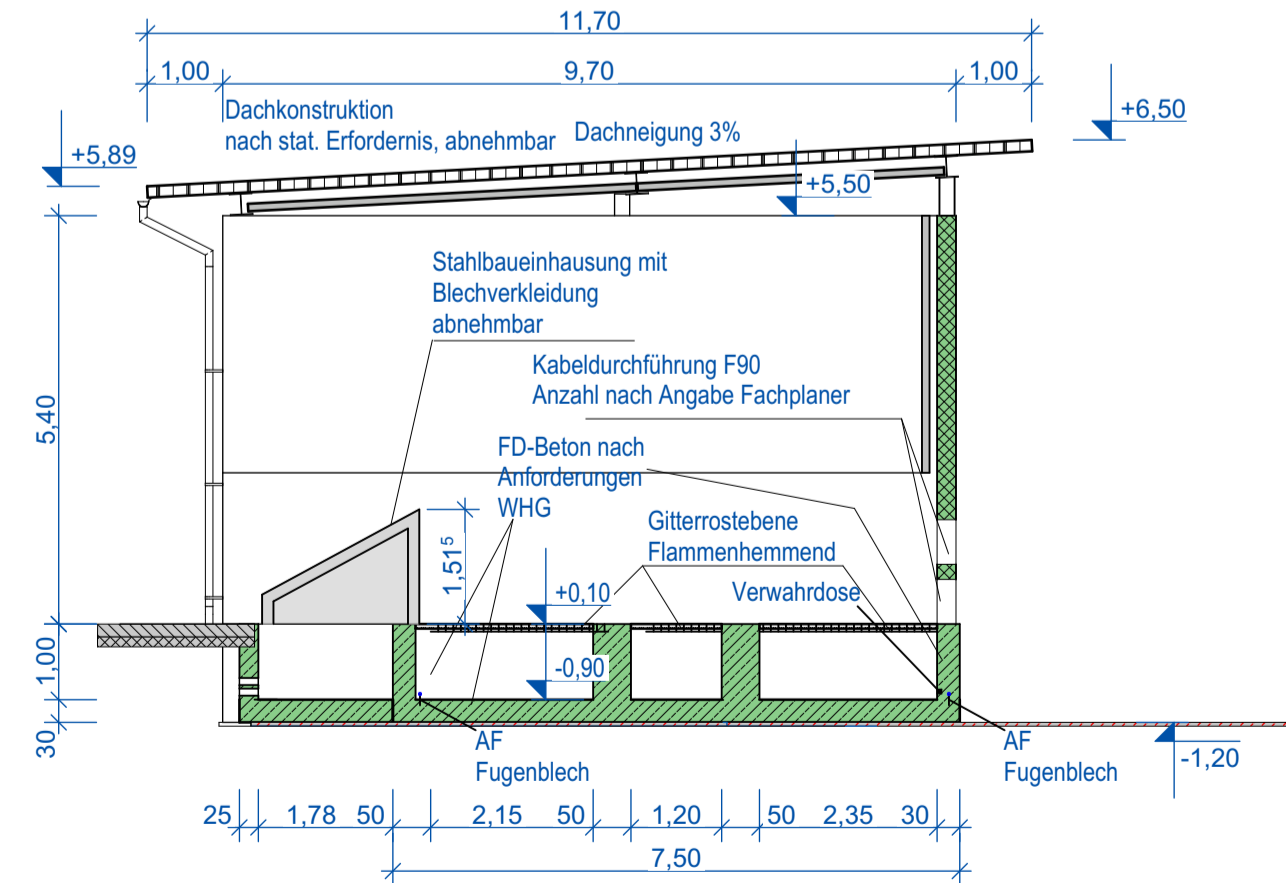 11,70
1,00 9,70 1,00
Dachkonstruktion
nach stat. Erfordernis, abnehmbar
Dachneigung 3%
+6,50
+5,89
+5,50
Stahlbaueinhausung mit
Blechverkleidung
abnehmbar
Kabeldurchführung F90
Anzahl nach Angabe Fachplaner
5,40
FD-Beton nach
Anforderungen
WHG
Gitterrostebene
Flammenhemmend
1,51⁵
+0,10
Verwahrdose
1,00
-0,90
30
AF
Fugenblech
AF
Fugenblech
-1,20
25 1,78 50 2,15 50 1,20 50 2,35 30
7,50